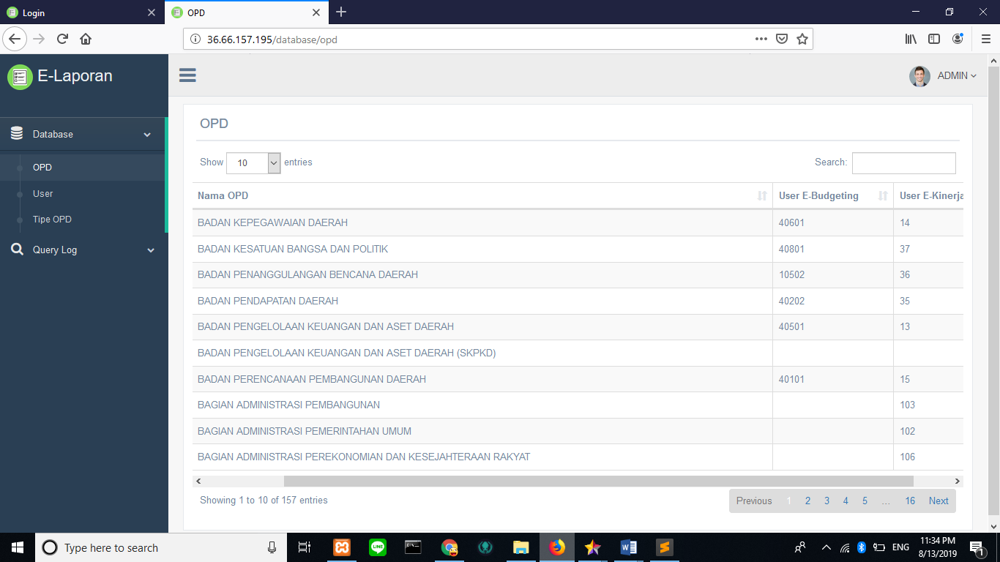 Login
OPD
36.66.157.195/database/opd
E-Laporan
ADMIN
Database
OPD
User
Tipe OPD
Query Log
OPD
Show 10 entries
Search:
Nama OPD User E-Budgeting User E-Kinerja
BADAN KEPEGAWAIAN DAERAH 40601 14
BADAN KESATUAN BANGSA DAN POLITIK 40801 37
BADAN PENANGGULANGAN BENCANA DAERAH 10502 36
BADAN PENDAPATAN DAERAH 40202 35
BADAN PENGELOLAAN KEUANGAN DAN ASET DAERAH 40501 13
BADAN PENGELOLAAN KEUANGAN DAN ASET DAERAH (SKPKD)
BADAN PERENCANAAN PEMBANGUNAN DAERAH 40101 15
BAGIAN ADMINISTRASI PEMBANGUNAN 103
BAGIAN ADMINISTRASI PEMERINTAHAN UMUM 102
BAGIAN ADMINISTRASI PEREKONOMIAN DAN KESEJAHTERAAN RAKYAT 106
Showing 1 to 10 of 157 entries
Previous 1 2 3 4 5 ... 16 Next
Type here to search
LINE
ENG
11:34 PM
8/13/2019
1